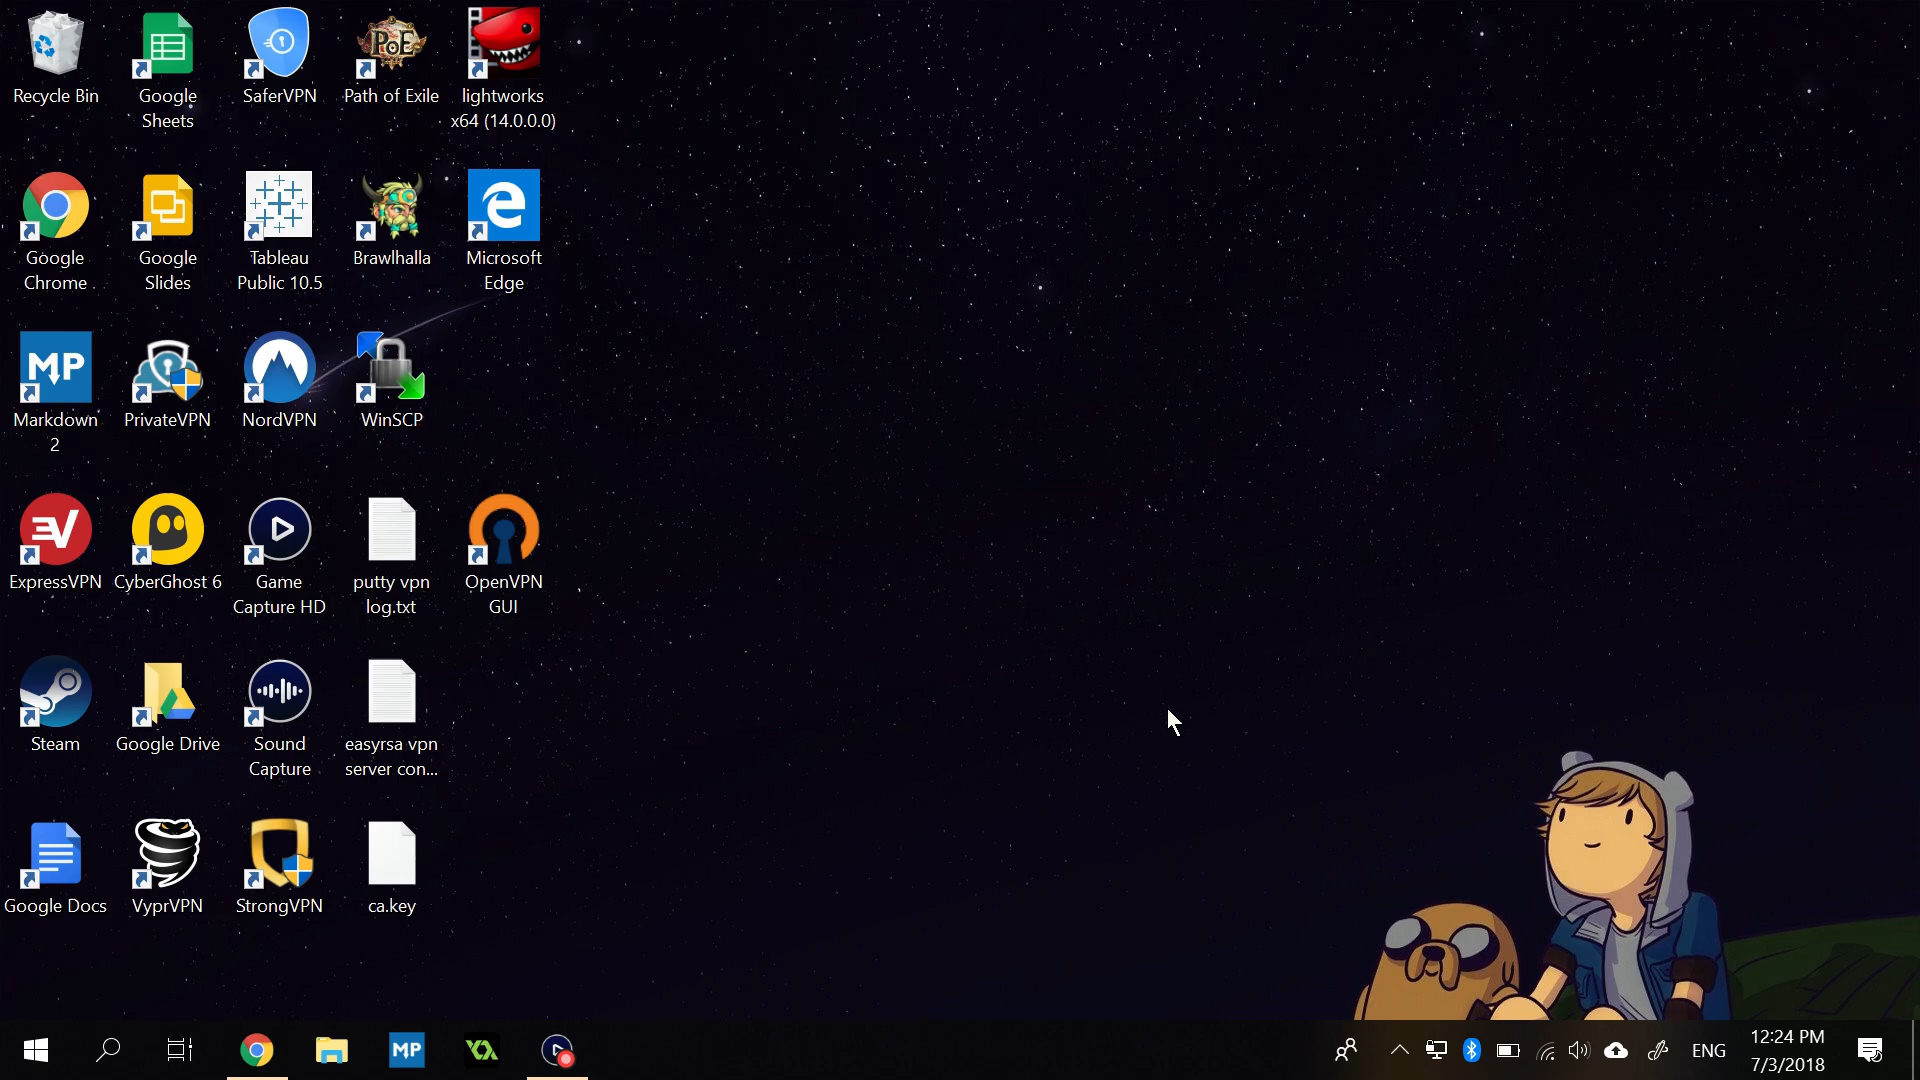 Recycle Bin
Google
Sheets
SaferVPN
PoE
Path of Exile
lightworks
x64 (14.0.0.0)
Google
Chrome
Google
Slides
Tableau
Public 10.5
Brawlhalla
Microsoft
Edge
MP
Markdown
2
PrivateVPN
NordVPN
WinSCP
ExpressVPN
CyberGhost 6
Game
Capture HD
putty vpn
log.txt
OpenVPN
GUI
Steam
Google Drive
Sound
Capture
easyrsa vpn
server con...
Google Docs
VyprVPN
StrongVPN
ca.key
MP
ENG
12:24 PM
7/3/2018